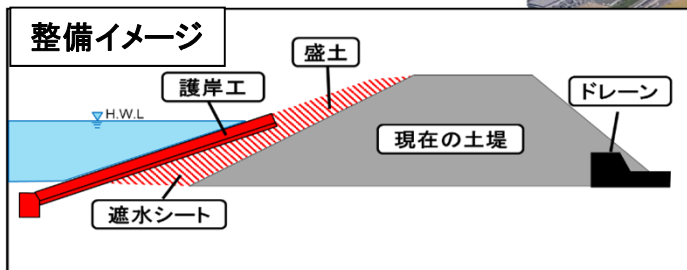 整備イメージ
盛土
護岸工
ドレーン
H.W.L
現在の土堤
遮水シート